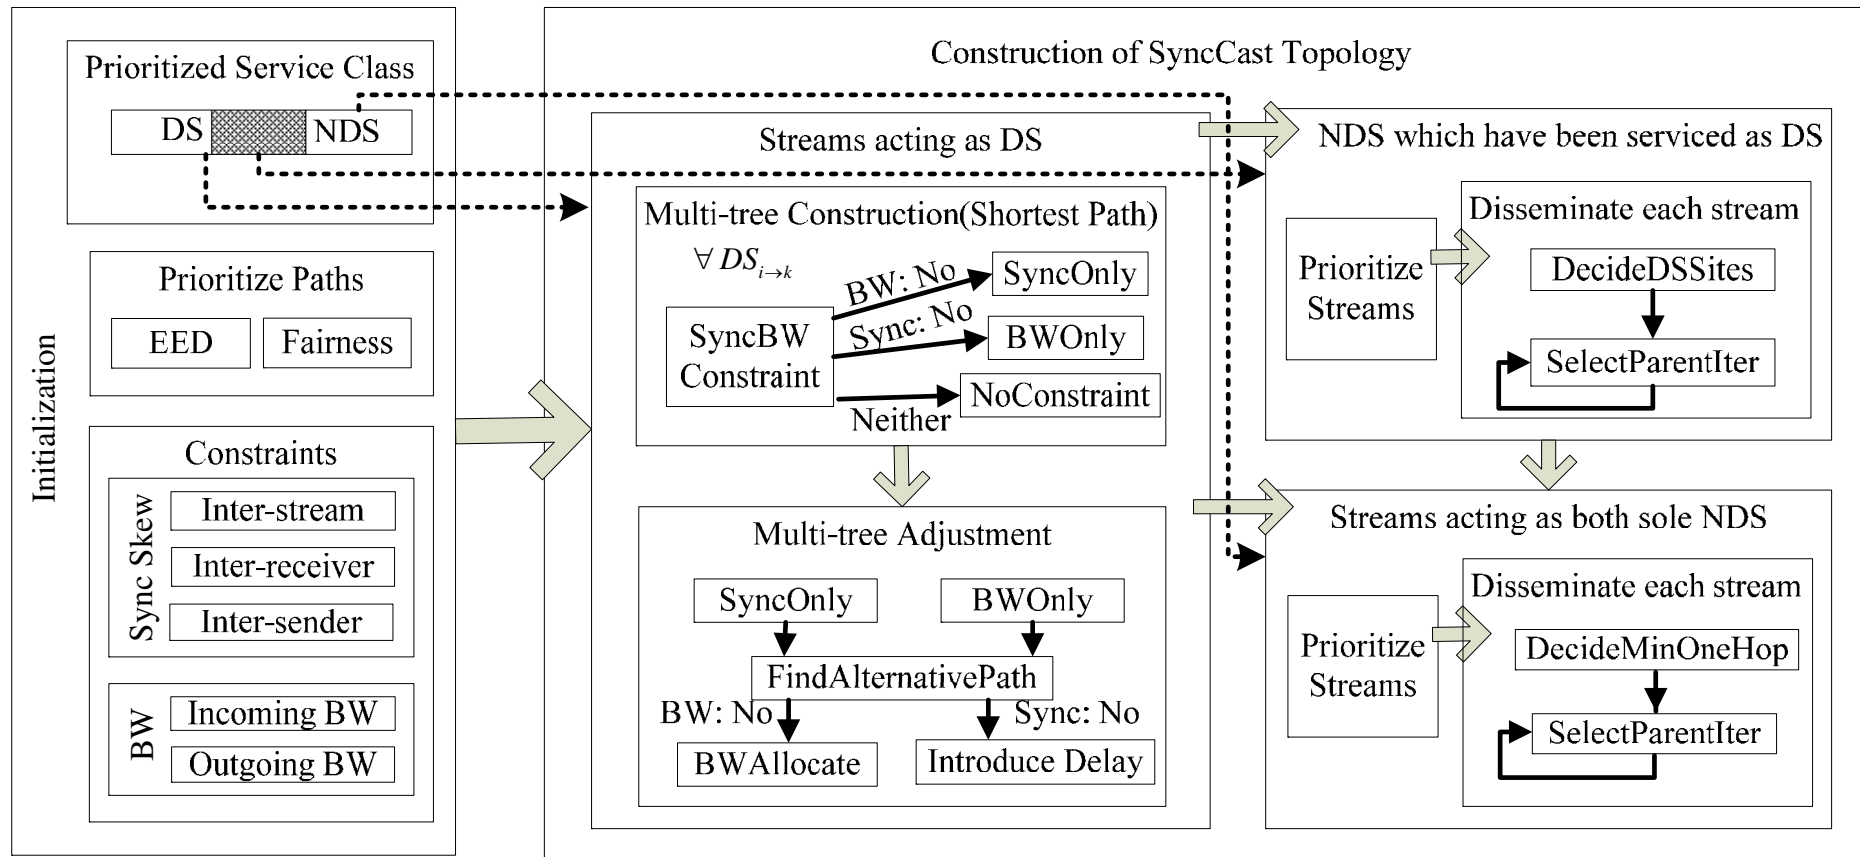 Initialization
Prioritized Service Class
DS
NDS
Prioritize Paths
EED
Fairness
Constraints
Sync Skew
Inter-stream
Inter-receiver
Inter-sender
BW
Incoming BW
Outgoing BW
Construction of SyncCast Topology
Streams acting as DS
Multi-tree Construction(Shortest Path)
∀ DS i→k
SyncBW
Constraint
BW: No
SyncOnly
Sync: No
BWOnly
Neither
NoConstraint
Multi-tree Adjustment
SyncOnly
BWOnly
FindAlternativePath
BW: No
Sync: No
BWAllocate
Introduce Delay
NDS which have been serviced as DS
Prioritize
Streams
Disseminate each stream
DecideDSSites
SelectParentIter
Streams acting as both sole NDS
Prioritize
Streams
Disseminate each stream
DecideMinOneHop
SelectParentIter